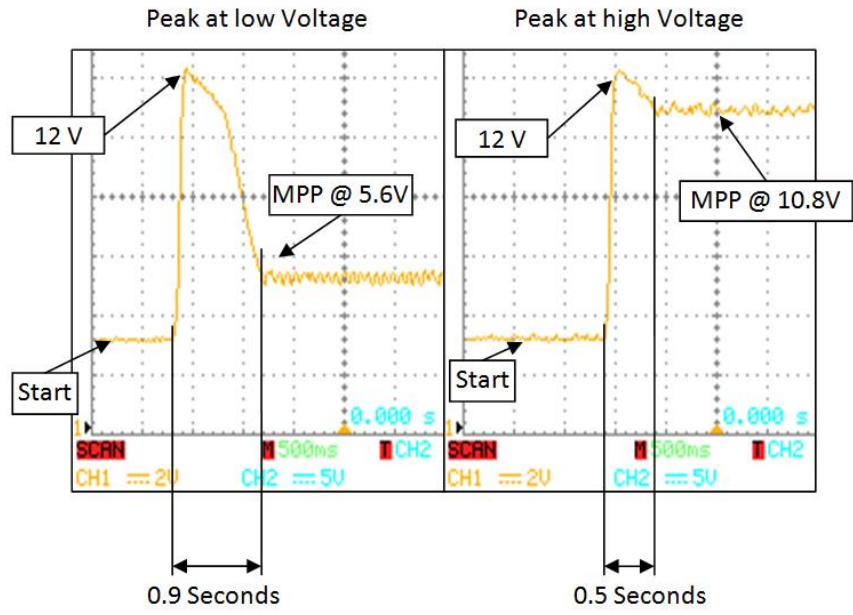 Peak at low Voltage
Peak at high Voltage
12 V
MPP @ 5.6V
Start
12 V
MPP @ 10.8V
Start
0.000 s
1
SCAN
M 500ms
T CH2
CH1 2V
CH2 5V
0.000 s
1
SCAN
M 500ms
T CH2
CH1 2V
CH2 5V
0.9 Seconds
0.5 Seconds